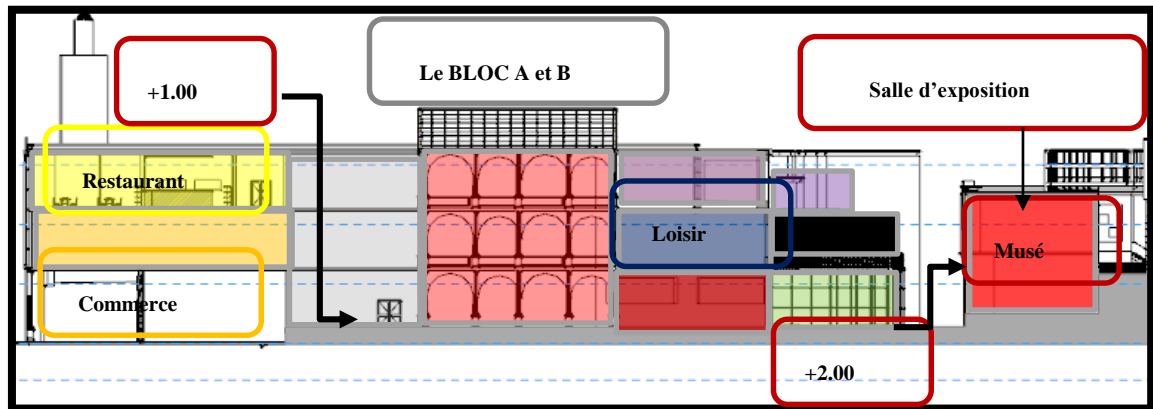 Le BLOC A et B
+1.00
Salle d'exposition
Restaurant
Loisir
Musé
Commerce
+2.00